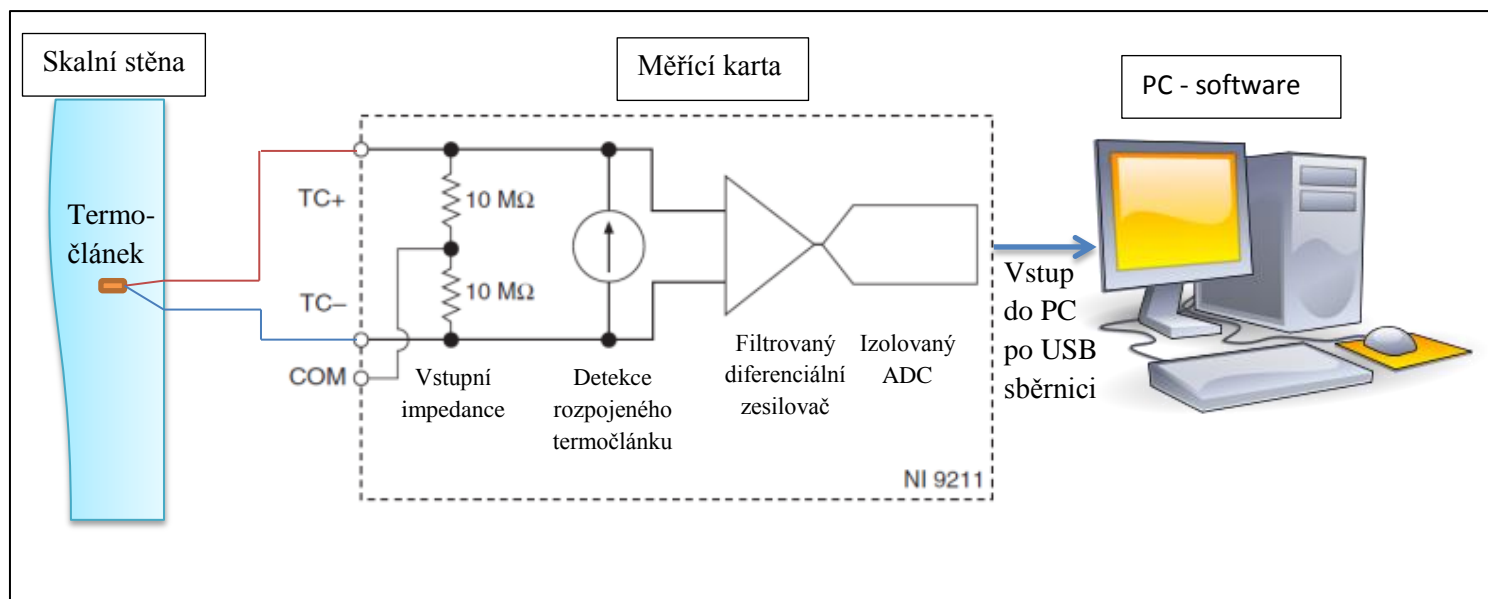 Skalní stěna
Měřící karta
PC - software
Termo-
článek
TC+
10 MΩ
10 MΩ
TC–
COM
Vstupní
impedance
Detekce
rozpojeného
termočlánku
Filtrovaný
diferenciální
zesilovač
Izolovaný
ADC
NI 9211
Vstup
do PC
po USB
sběrnici